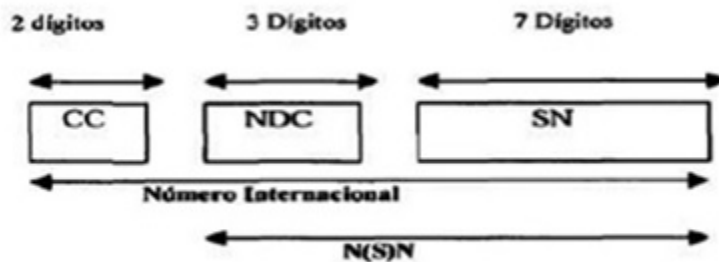 2 dígitos 3 Dígitos 7 Dígitos
CC NDC SN
Número Internacional
N(S)N